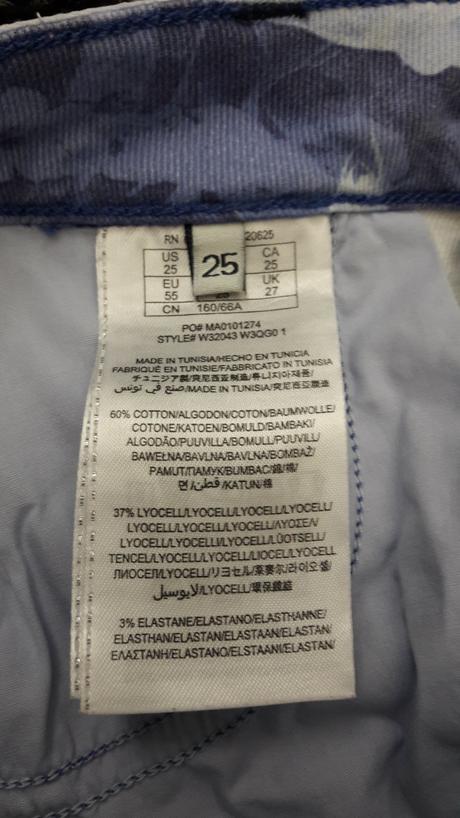 RN 20625
25
US 25 CA 25
EU 55 UK 27
CN 160/66A
PO# MA0101274
STYLE# W32043 W3QG0 1
MADE IN TUNISIA/HECHO EN TUNICIA
FABRIQUÉ EN TUNISIE/FABBRICATO IN TUNISIA
チュニジア製/突尼西亚制造/튀니지아제품/
صنع في تونس/MADE IN TUNISIA/突尼西亞製造
60% COTTON/ALGODON/COTON/BAUMWOLLE/
COTONE/KATOEN/BOMULD/BAMBAKI/
ALGODÃO/PUUVILLA/BOMULL/PUUVILL/
BAWEŁNA/BAVLNA/BAVLNA/BOMBAŽ/
PAMUT/ПАМУК/BUMBAC/綿/棉/
면/قطن/KATUN/棉
37% LYOCELL/LYOCELL/LYOCELL/LYOCELL/
LYOCELL/LYOCELL/LYOCELL/ΛΥΟΣΕΛ/
LYOCELL/LYOCELL/LYOCELL/LÜOTSELL/
TENCEL/LYOCELL/LYOCELL/LIOCEL/LYOCELL
ЛИОСЕЛ/LYOCELL/リヨセル/莱赛尔/라이오셀/
لايوسيل/LYOCELL/環保纖維
3% ELASTANE/ELASTANO/ELASTHANNE/
ELASTHAN/ELASTAN/ELASTAAN/ELASTAN/
ΕΛΑΣΤΑΝΗ/ELASTANO/ELSTAANI/ELASTAN/